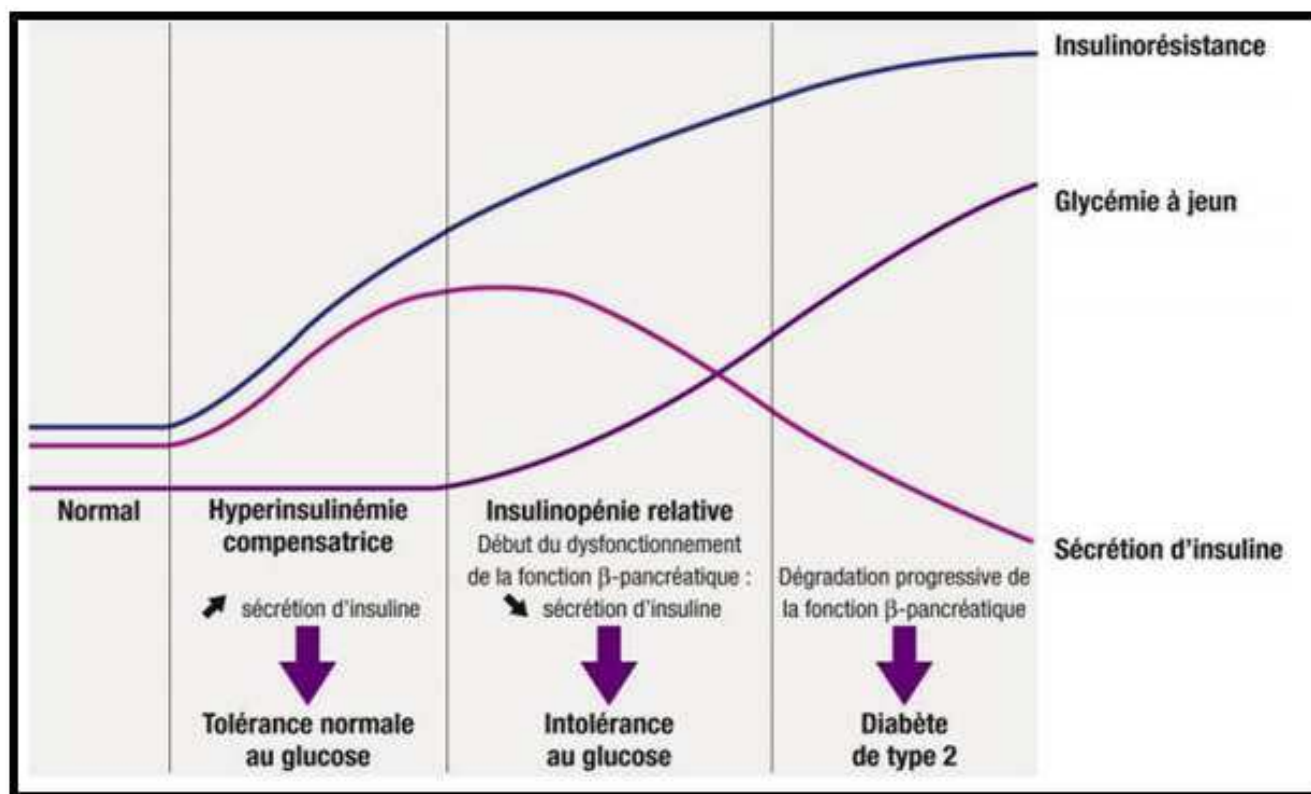 Insulinorésistance
Glycémie à jeun
Sécrétion d'insuline
Normal
Hyperinsulinémie
compensatrice
↗ sécrétion d'insuline
Tolérance normale
au glucose
Insulinopénie relative
Début du dysfonctionnement
de la fonction β-pancréatique :
↘ sécrétion d'insuline
Intolérance
au glucose
Dégradation progressive de
la fonction β-pancréatique
Diabète
de type 2